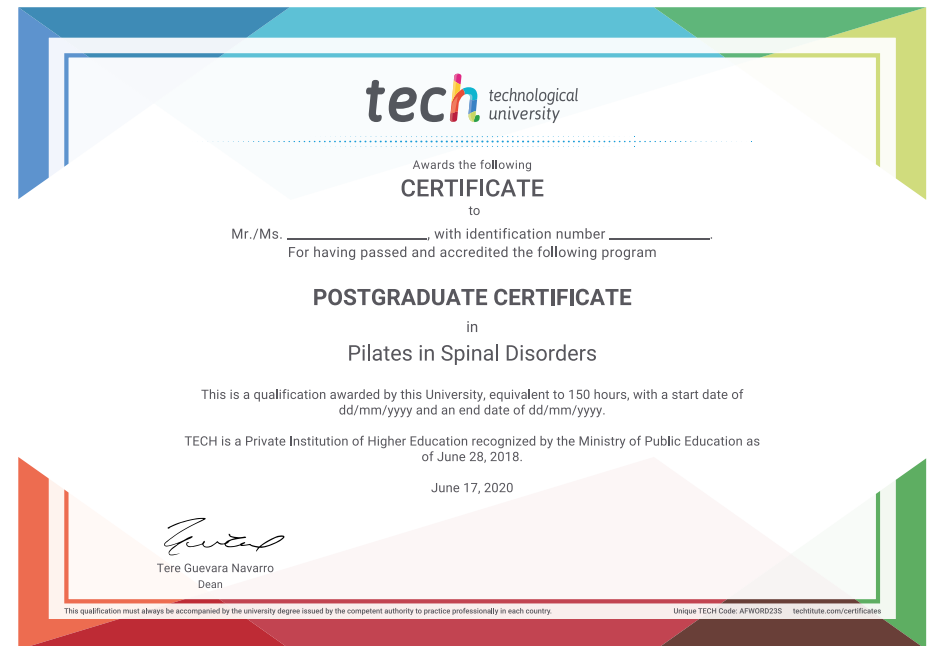 tech technological
university
Awards the following
CERTIFICATE
to
Mr./Ms. ____________________, with identification number ______________.
For having passed and accredited the following program
POSTGRADUATE CERTIFICATE
in
Pilates in Spinal Disorders
This is a qualification awarded by this University, equivalent to 150 hours, with a start date of
dd/mm/yyyy and an end date of dd/mm/yyyy.
TECH is a Private Institution of Higher Education recognized by the Ministry of Public Education as
of June 28, 2018.
June 17, 2020
Tere Guevara Navarro
Dean
This qualification must always be accompanied by the university degree issued by the competent authority to practice professionally in each country.
Unique TECH Code: AFWORD23S techtitute.com/certificates